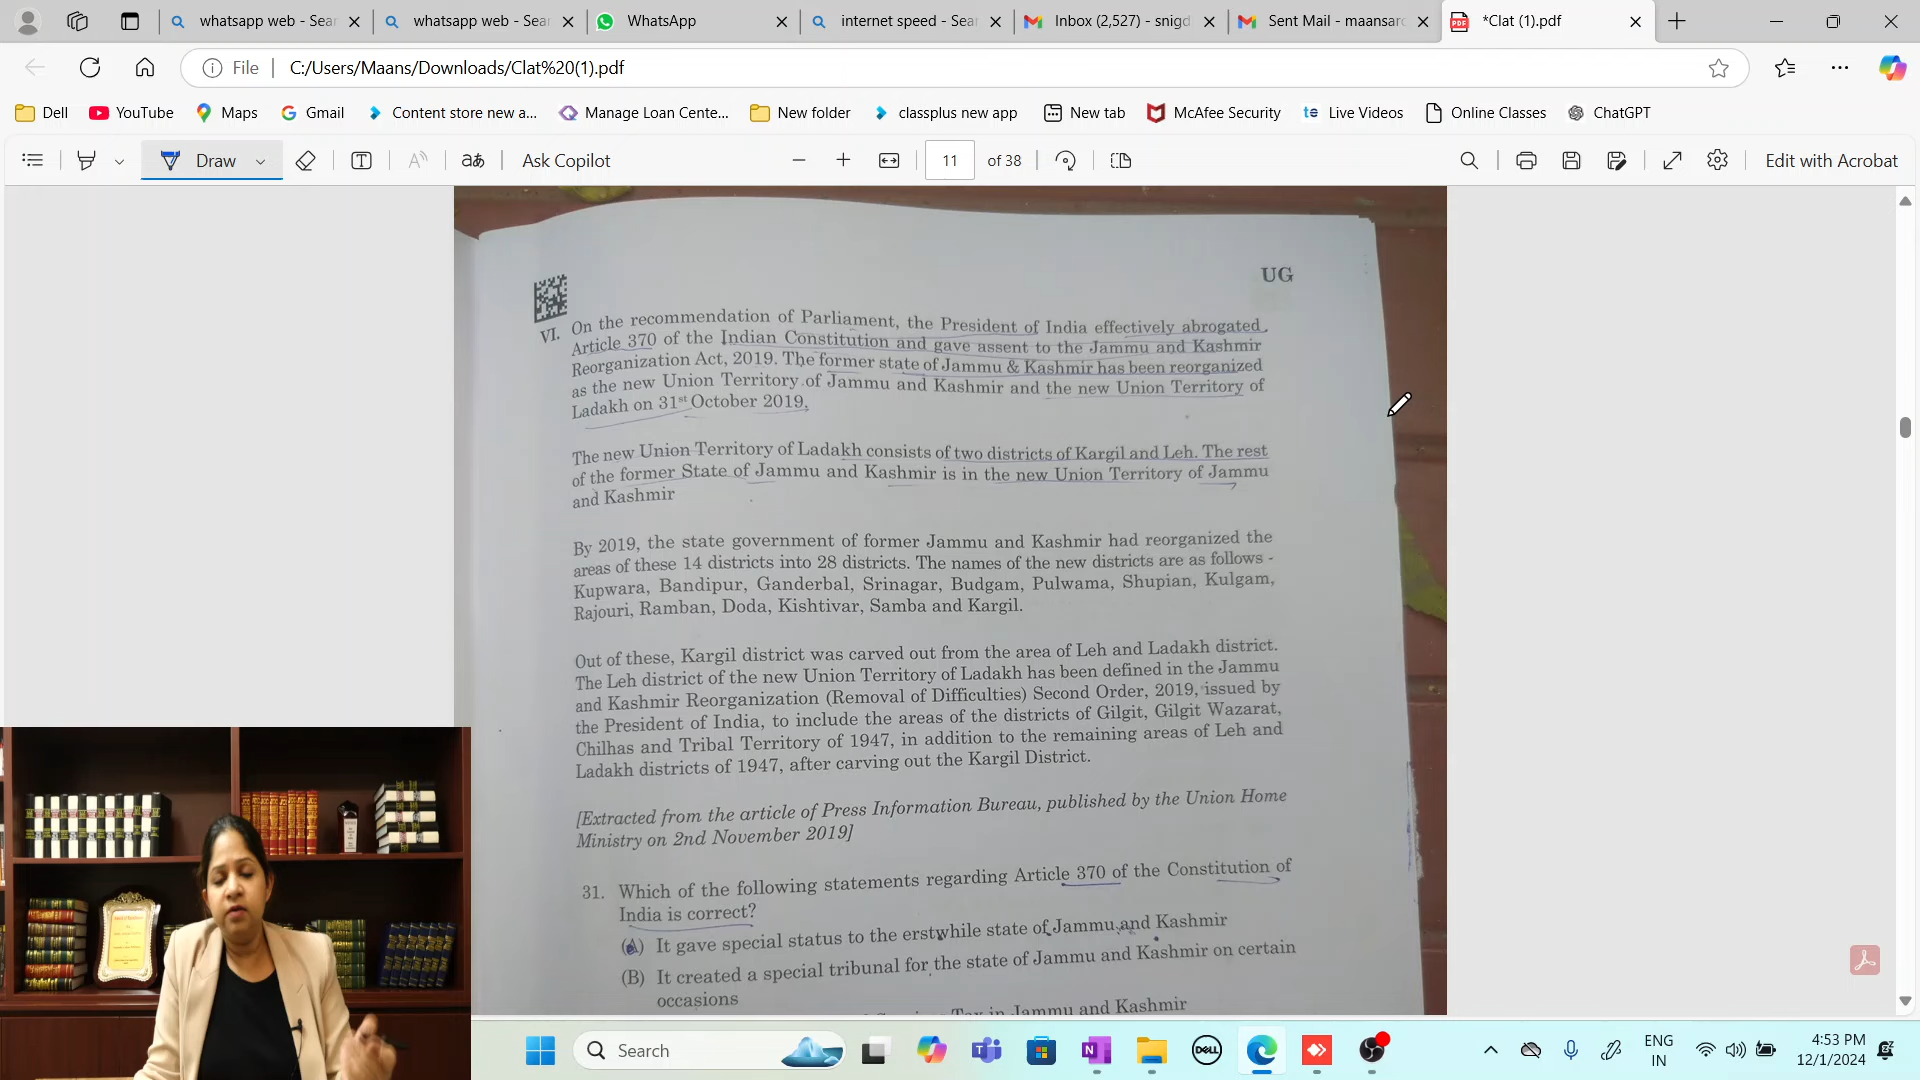 whatsapp web - Sear
whatsapp web - Sear
WhatsApp
internet speed - Sear
Inbox (2,527) - snigd
Sent Mail - maansarc
*Clat (1).pdf
File
C:/Users/Maans/Downloads/Clat%20(1).pdf
Dell
YouTube
Maps
Gmail
Content store new a...
Manage Loan Cente...
New folder
classplus new app
New tab
McAfee Security
Live Videos
Online Classes
ChatGPT
Draw
Ask Copilot
11
of 38
Edit with Acrobat
UG
VI. On the recommendation of Parliament, the President of India effectively abrogated
Article 370 of the Indian Constitution and gave assent to the Jammu and Kashmir
Reorganization Act, 2019. The former state of Jammu & Kashmir has been reorganized
as the new Union Territory of Jammu and Kashmir and the new Union Territory of
Ladakh on 31st October 2019.
The new Union Territory of Ladakh consists of two districts of Kargil and Leh. The rest
of the former State of Jammu and Kashmir is in the new Union Territory of Jammu
and Kashmir
By 2019, the state government of former Jammu and Kashmir had reorganized the
areas of these 14 districts into 28 districts. The names of the new districts are as follows -
Kupwara, Bandipur, Ganderbal, Srinagar, Budgam, Pulwama, Shupian, Kulgam,
Rajouri, Ramban, Doda, Kishtivar, Samba and Kargil.
Out of these, Kargil district was carved out from the area of Leh and Ladakh district.
The Leh district of the new Union Territory of Ladakh has been defined in the Jammu
and Kashmir Reorganization (Removal of Difficulties) Second Order, 2019, issued by
the President of India, to include the areas of the districts of Gilgit, Gilgit Wazarat,
Chilhas and Tribal Territory of 1947, in addition to the remaining areas of Leh and
Ladakh districts of 1947, after carving out the Kargil District.
[Extracted from the article of Press Information Bureau, published by the Union Home
Ministry on 2nd November 2019]
31. Which of the following statements regarding Article 370 of the Constitution of
India is correct?
(A) It gave special status to the erstwhile state of Jammu and Kashmir
(B) It created a special tribunal for the state of Jammu and Kashmir on certain
occasions
Tax in Jammu and Kashmir
Search
DELL
ENG
IN
4:53 PM
12/1/2024